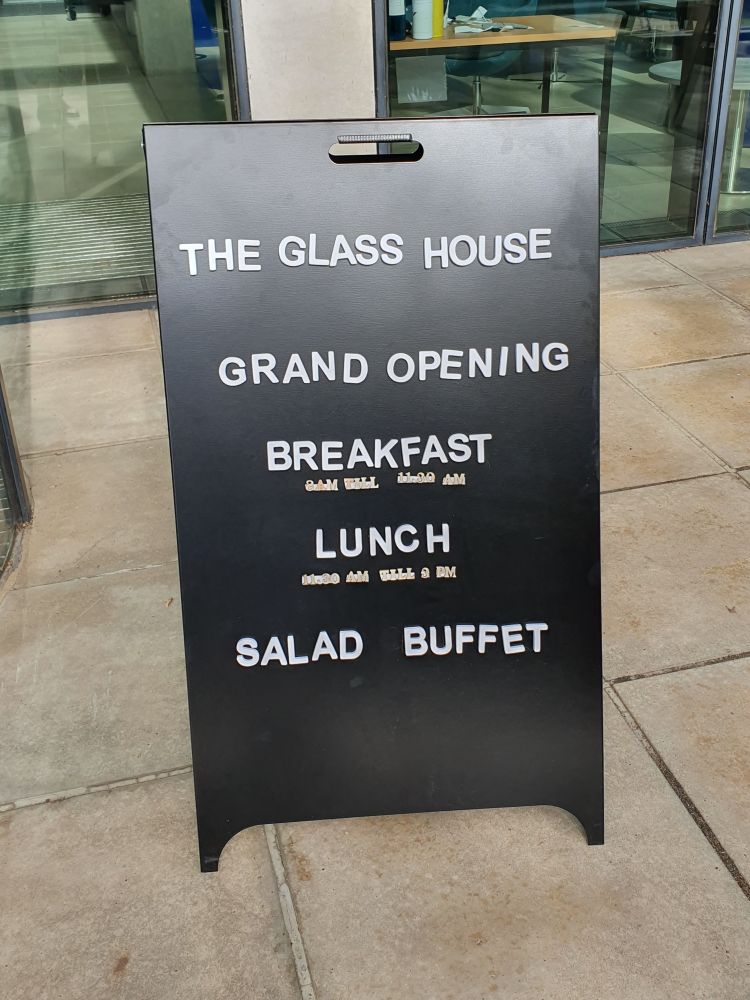 THE GLASS HOUSE
GRAND OPENING
BREAKFAST
8AM TILL 11.30 AM
LUNCH
11.30 AM TILL 3 PM
SALAD BUFFET